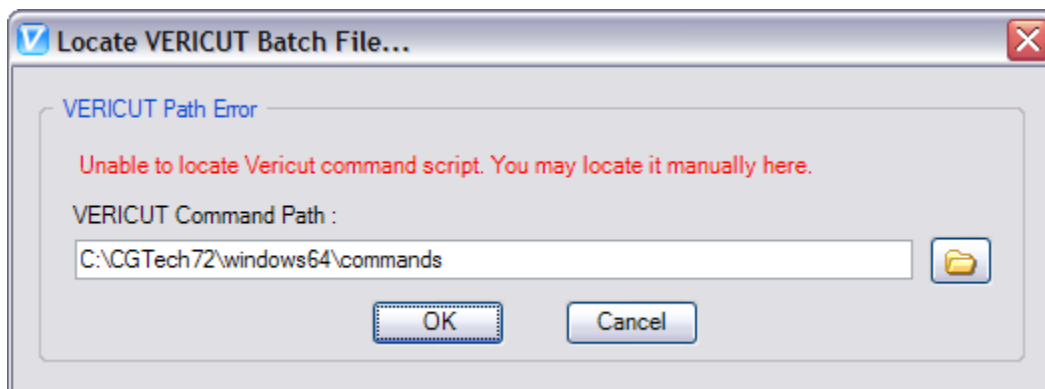 Locate VERICUT Batch File...
VERICUT Path Error
Unable to locate Vericut command script. You may locate it manually here.
VERICUT Command Path :
C:\CGTech72\windows64\commands
OK Cancel